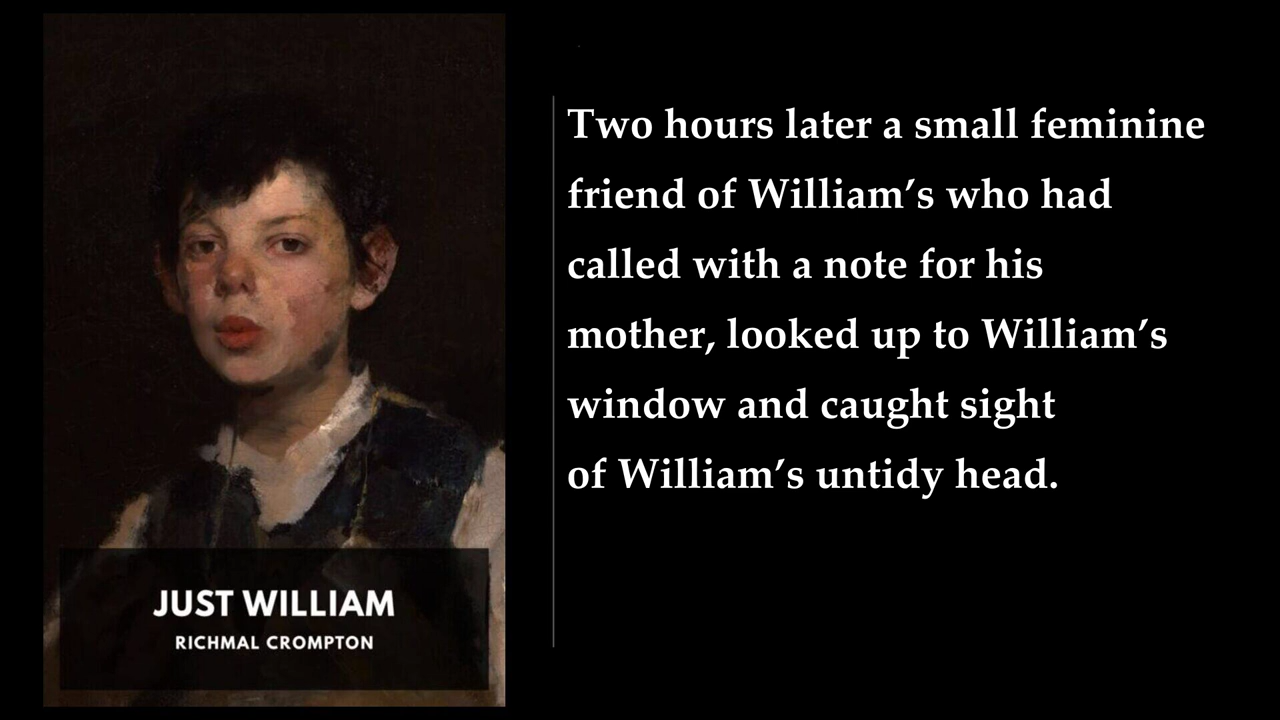 JUST WILLIAM
RICHMAL CROMPTON
Two hours later a small feminine
friend of William’s who had
called with a note for his
mother, looked up to William’s
window and caught sight
of William’s untidy head.